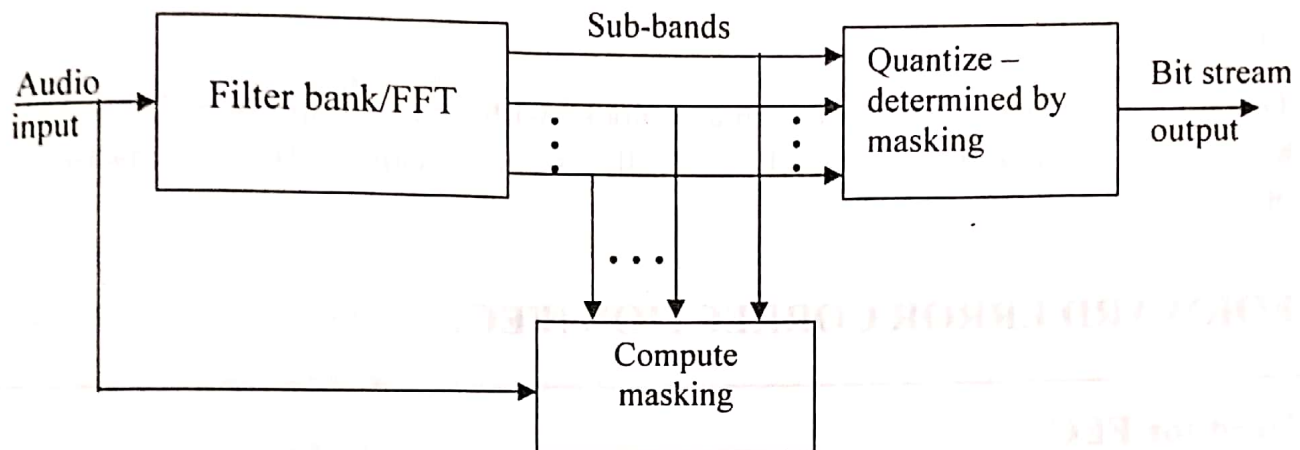 Sub-bands
Audio
input
Filter bank/FFT
Quantize –
determined by
masking
Bit stream
output
Compute
masking